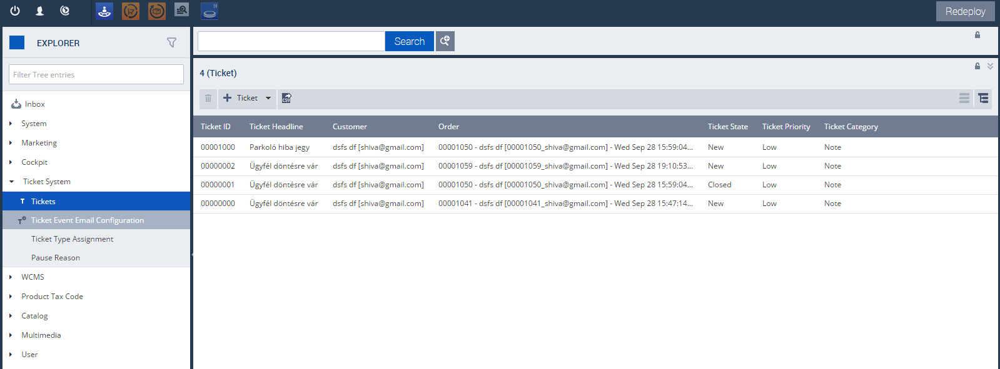 Redeploy
EXPLORER
Filter Tree entries
Inbox
System
Marketing
Cockpit
Ticket System
T Tickets
Ticket Event Email Configuration
Ticket Type Assignment
Pause Reason
WCMS
Product Tax Code
Catalog
Multimedia
User
Search
4 (Ticket)
Ticket CSV
Ticket ID Ticket Headline Customer Order Ticket State Ticket Priority Ticket Category
00001000 Parkoló hiba jegy dsfs df [shiva@gmail.com] 00001050 - dsfs df [00001050_shiva@gmail.com] - Wed Sep 28 15:59:04... New Low Note
00000002 Ügyfél döntésre vár dsfs df [shiva@gmail.com] 00001059 - dsfs df [00001059_shiva@gmail.com] - Wed Sep 28 19:10:53... New Low Note
00000001 Ügyfél döntésre vár dsfs df [shiva@gmail.com] 00001050 - dsfs df [00001050_shiva@gmail.com] - Wed Sep 28 15:59:04... Closed Low Note
00000000 Ügyfél döntésre vár dsfs df [shiva@gmail.com] 00001041 - dsfs df [00001041_shiva@gmail.com] - Wed Sep 28 15:47:14... New Low Note